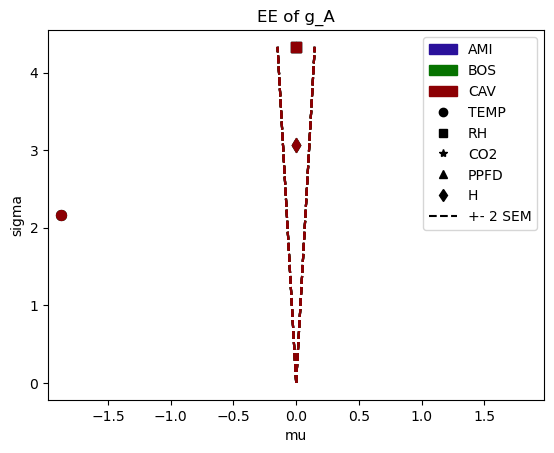 EE of g_A
AMI
BOS
CAV
TEMP
RH
CO2
PPFD
H
+- 2 SEM
sigma
4
3
2
1
0
−1.5
−1.0
−0.5
0.0
0.5
1.0
1.5
mu